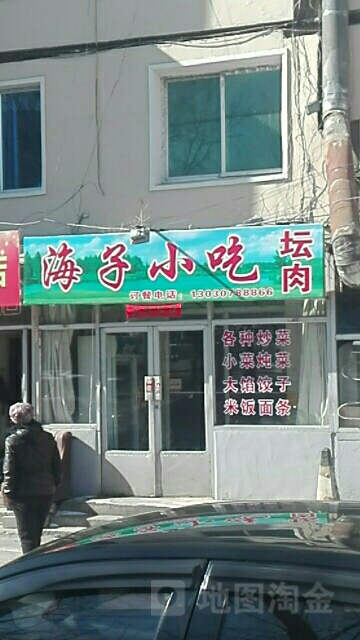 海子小吃
坛肉
订餐电话 13030788866
各种炒菜
小菜炖菜
大馅饺子
米饭面条
地图淘金